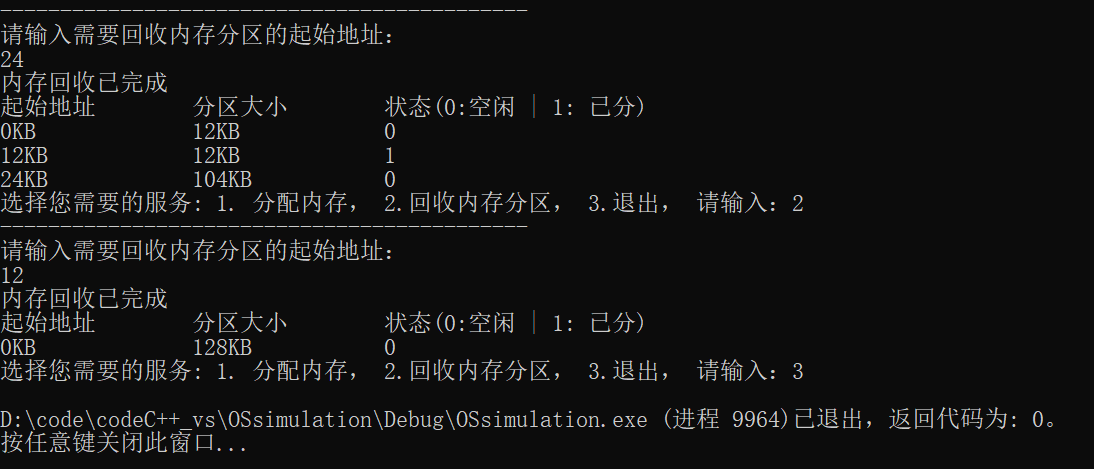 --------------------------------------------
请输入需要回收内存分区的起始地址：
24
内存回收已完成
起始地址 分区大小 状态(0:空闲 | 1: 已分)
0KB 12KB 0
12KB 12KB 1
24KB 104KB 0
选择您需要的服务: 1. 分配内存， 2.回收内存分区， 3.退出， 请输入：2
--------------------------------------------
请输入需要回收内存分区的起始地址：
12
内存回收已完成
起始地址 分区大小 状态(0:空闲 | 1: 已分)
0KB 128KB 0
选择您需要的服务: 1. 分配内存， 2.回收内存分区， 3.退出， 请输入：3
D:\code\codeC++_vs\OSsimulation\Debug\OSsimulation.exe (进程 9964)已退出，返回代码为: 0。
按任意键关闭此窗口...